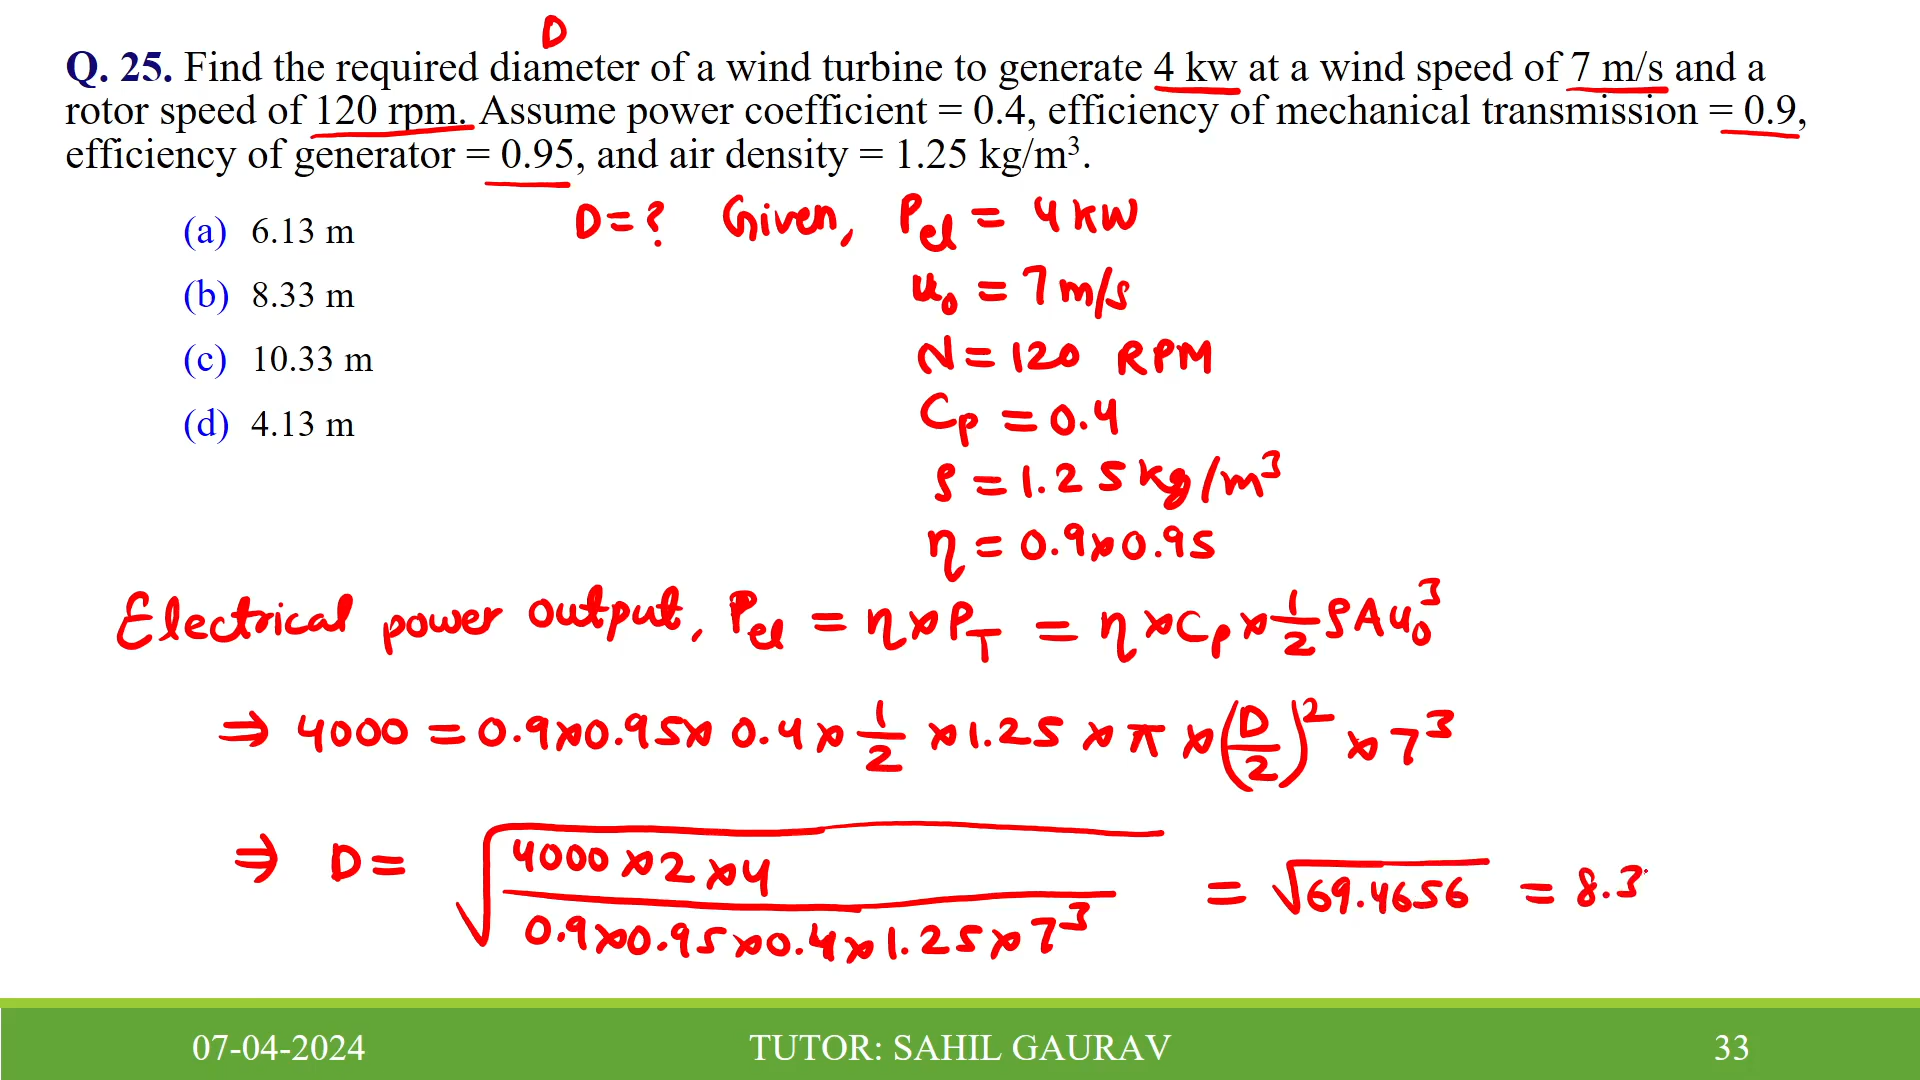 D
Q. 25. Find the required diameter of a wind turbine to generate 4 kw at a wind speed of 7 m/s and a
rotor speed of 120 rpm. Assume power coefficient = 0.4, efficiency of mechanical transmission = 0.9,
efficiency of generator = 0.95, and air density = 1.25 kg/m³.
(a) 6.13 m
(b) 8.33 m
(c) 10.33 m
(d) 4.13 m
D=? Given, Pel = 4 kW
u₀ = 7 m/s
N = 120 RPM
Cp = 0.4
ρ = 1.25 kg/m³
η = 0.9×0.95
Electrical power output, Pel = η×P_T = η×Cp×1/2 ρAu₀³
⇒ 4000 = 0.9×0.95×0.4×1/2×1.25×π×(D/2)²×7³
⇒ D = √(4000×2×4 / 0.9×0.95×0.4×1.25×7³) = √69.4656 = 8.3
07-04-2024 TUTOR: SAHIL GAURAV 33